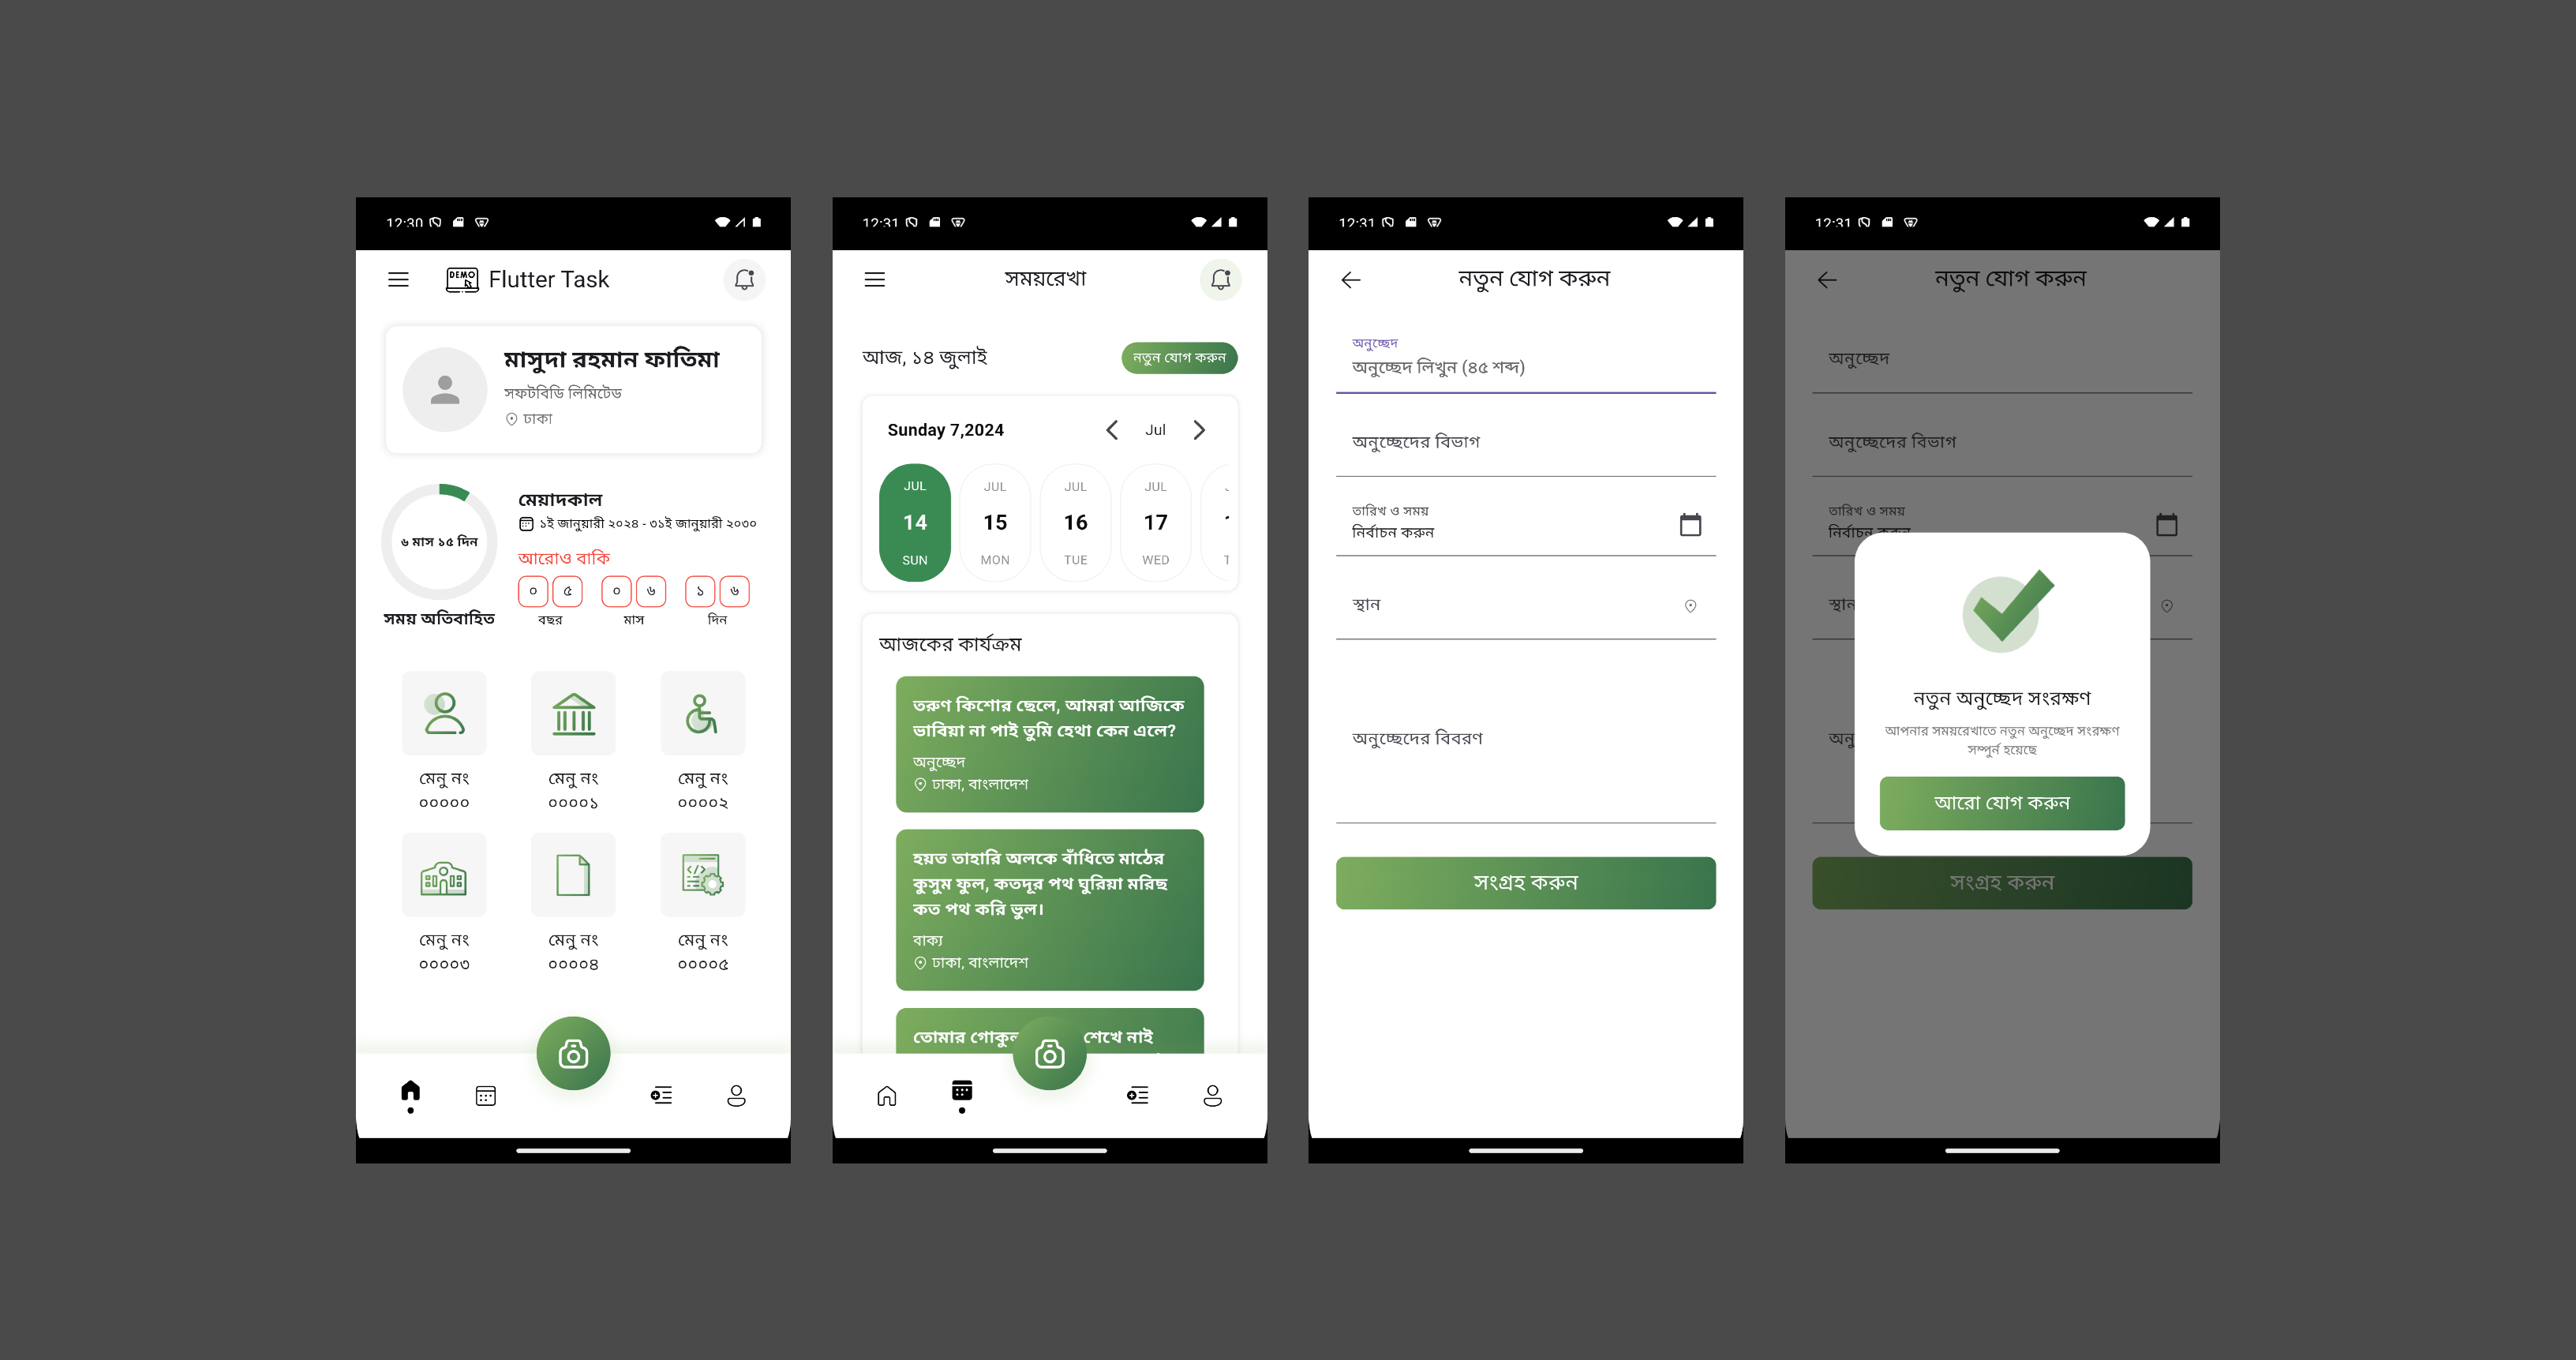 12:30
DEMO
Flutter Task
মাসুদা রহমান ফাতিমা
সফটবিডি লিমিটেড
ঢাকা
৬ মাস ১৫ দিন
সময় অতিবাহিত
মেয়াদকাল
১ই জানুয়ারী ২০২৪ - ৩১ই জানুয়ারী ২০৩০
আরোও বাকি
০ ৫ ০ ৬ ১ ৬
বছর মাস দিন
মেনু নং মেনু নং মেনু নং
০০০০০ ০০০০১ ০০০০২
মেনু নং মেনু নং মেনু নং
০০০০৩ ০০০০৪ ০০০০৫
12:31
সময়রেখা
আজ, ১৪ জুলাই
নতুন যোগ করুন
Sunday 7,2024
Jul
JUL JUL JUL JUL
14 15 16 17
SUN MON TUE WED
আজকের কার্যক্রম
তরুণ কিশোর ছেলে, আমরা আজিকে
ভাবিয়া না পাই তুমি হেথা কেন এলে?
অনুচ্ছেদ
ঢাকা, বাংলাদেশ
হয়ত তাহারি অলকে বাঁধিতে মাঠের
কুসুম ফুল, কতদূর পথ ঘুরিয়া মরিছ
কত পথ করি ভুল।
বাক্য
ঢাকা, বাংলাদেশ
তোমার শেখে নাই
12:31
নতুন যোগ করুন
অনুচ্ছেদ
অনুচ্ছেদ লিখুন (৪৫ শব্দ)
অনুচ্ছেদের বিভাগ
তারিখ ও সময়
নির্বাচন করুন
স্থান
অনুচ্ছেদের বিবরণ
সংগ্রহ করুন
12:31
নতুন যোগ করুন
অনুচ্ছেদ
অনুচ্ছেদের বিভাগ
তারিখ ও সময়
নির্বাচন করুন
স্থান
নতুন অনুচ্ছেদ সংরক্ষণ
আপনার সময়রেখাতে নতুন অনুচ্ছেদ সংরক্ষণ
সম্পুর্ন হয়েছে
আরো যোগ করুন
সংগ্রহ করুন